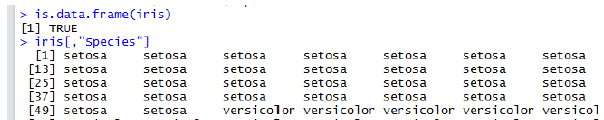 > is.data.frame(iris)
[1] TRUE
> iris[,"Species"]
[1] setosa setosa setosa setosa setosa setosa setosa
[13] setosa setosa setosa setosa setosa setosa setosa
[25] setosa setosa setosa setosa setosa setosa setosa
[37] setosa setosa setosa setosa setosa setosa setosa
[49] setosa setosa versicolor versicolor versicolor versicolor versicolor